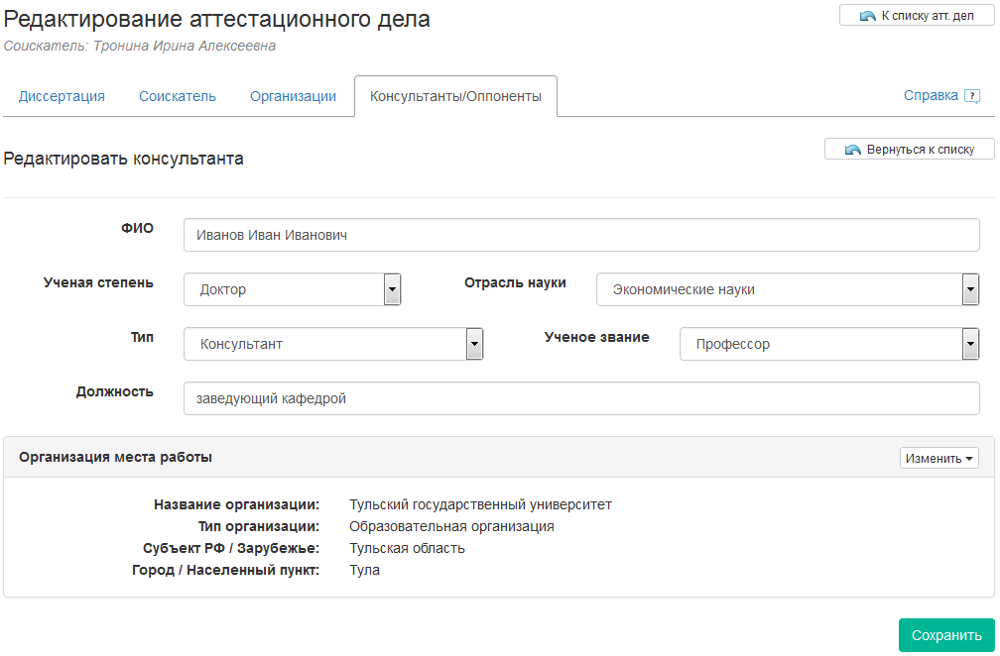 Редактирование аттестационного дела
К списку атт. дел
Соискатель: Тронина Ирина Алексеевна
Диссертация
Соискатель
Организации
Консультанты/Оппоненты
Справка ?
Редактировать консультанта
Вернуться к списку
ФИО
Иванов Иван Иванович
Ученая степень
Доктор
Отрасль науки
Экономические науки
Тип
Консультант
Ученое звание
Профессор
Должность
заведующий кафедрой
Организация места работы
Изменить
Название организации: Тульский государственный университет
Тип организации: Образовательная организация
Субъект РФ / Зарубежье: Тульская область
Город / Населенный пункт: Тула
Сохранить